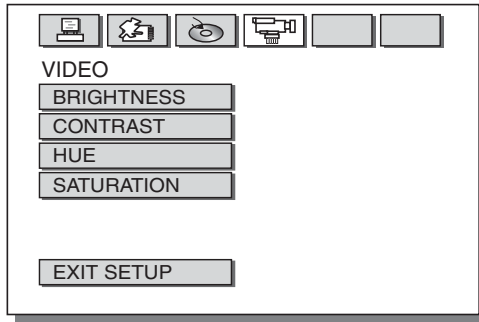 VIDEO
BRIGHTNESS
CONTRAST
HUE
SATURATION
EXIT SETUP